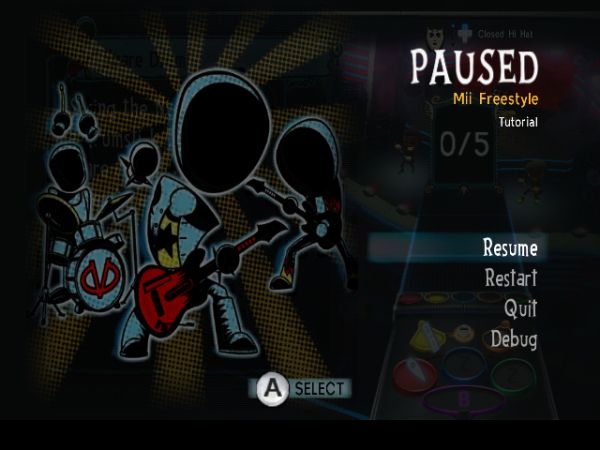 Closed Hi Hat
PAUSED
Mii Freestyle
Tutorial
0/5
Resume
Restart
Quit
Debug
A SELECT
B